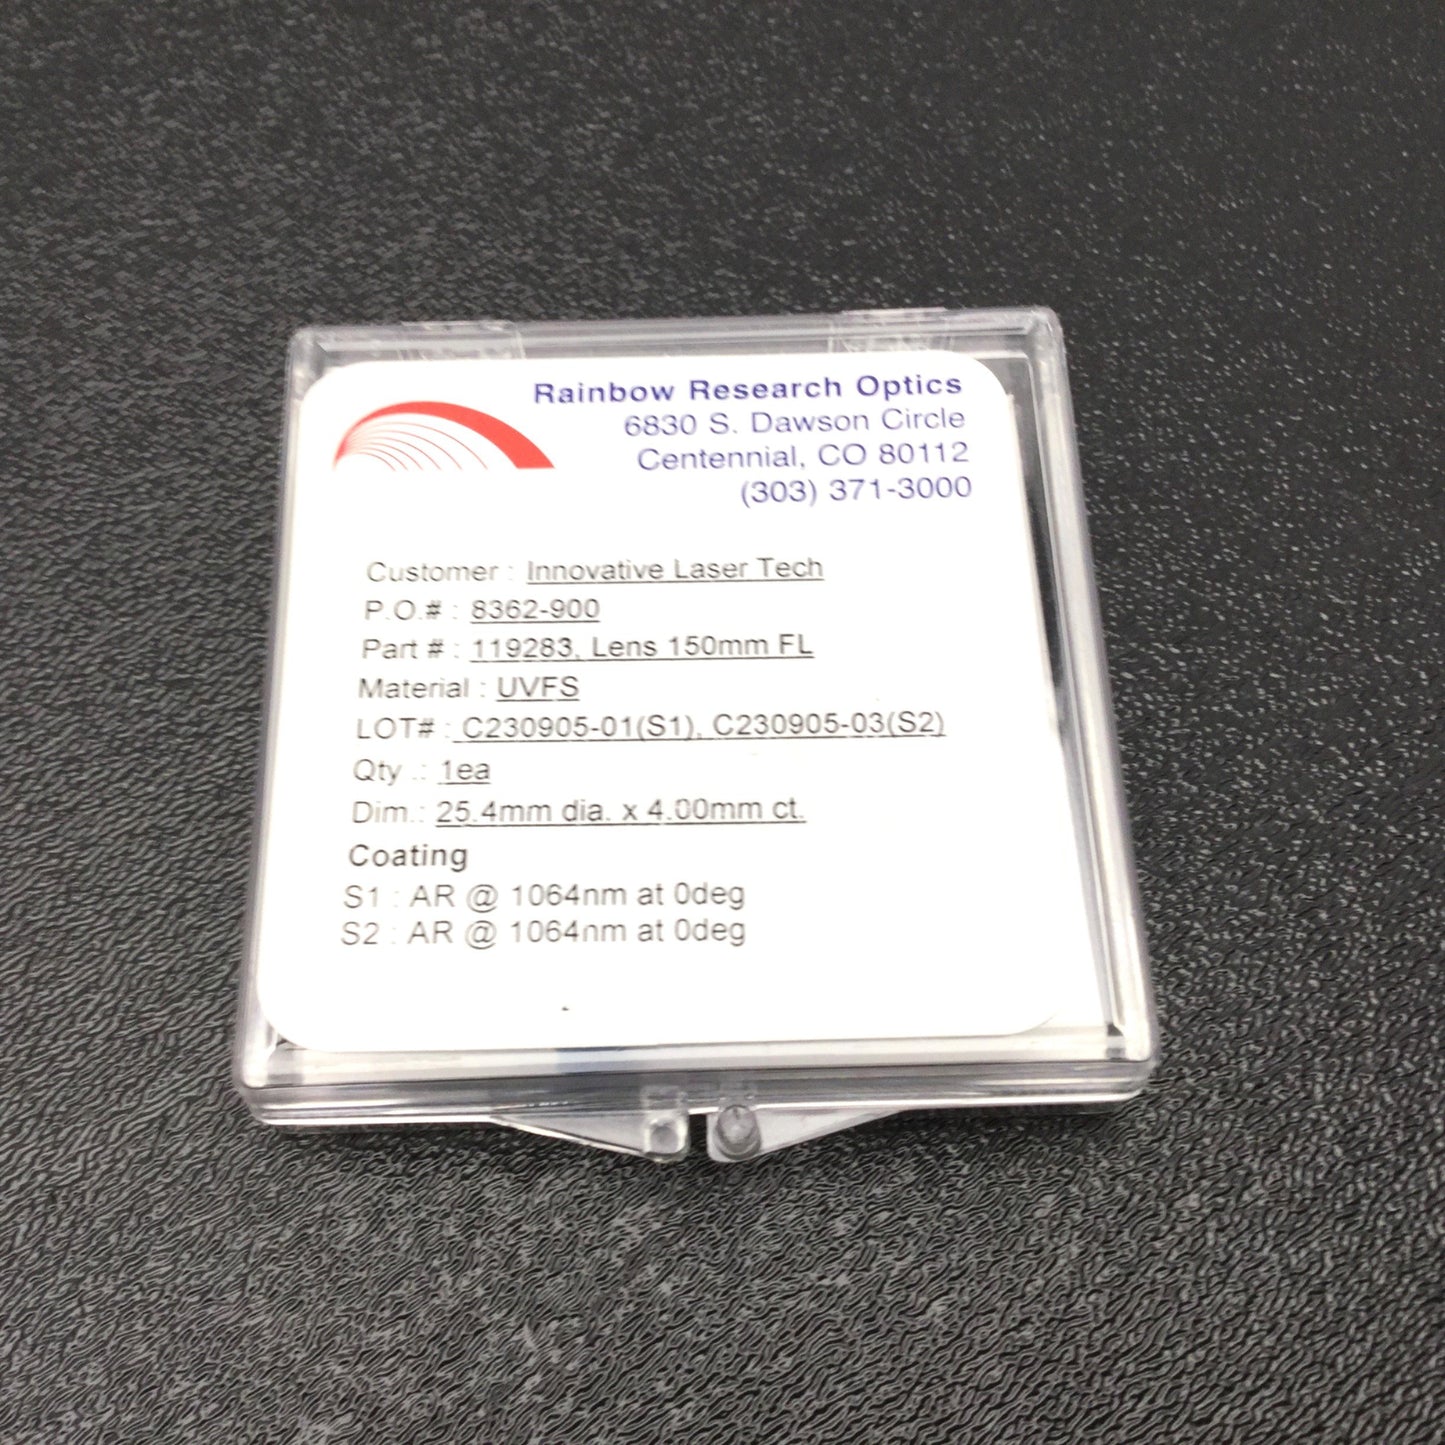 Rainbow Research Optics
6830 S. Dawson Circle
Centennial, CO 80112
(303) 371-3000
Customer : Innovative Laser Tech
P.O.# : 8362-900
Part # : 119283, Lens 150mm FL
Material : UVFS
LOT# : C230905-01(S1), C230905-03(S2)
Qty .: 1ea
Dim.: 25.4mm dia. x 4.00mm ct.
Coating
S1 : AR @ 1064nm at 0deg
S2 : AR @ 1064nm at 0deg